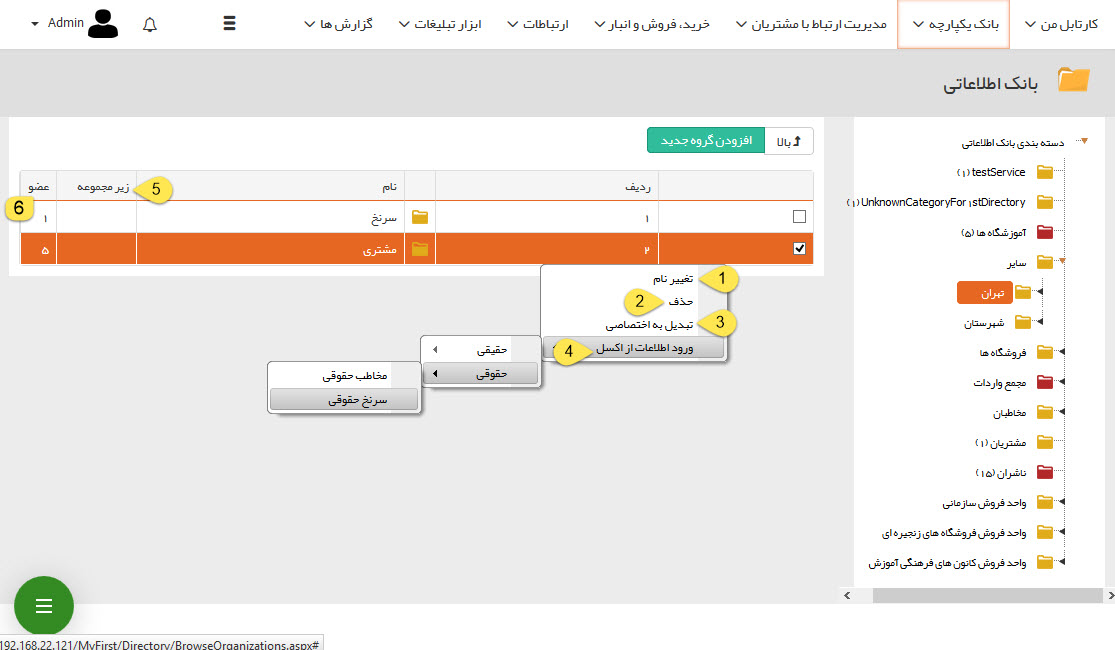 کارتابل من
بانک یکپارچه
مدیریت ارتباط با مشتریان
خرید، فروش و انبار
ارتباطات
ابزار تبلیغات
گزارش ها
Admin
بانک اطلاعاتی
دسته بندی بانک اطلاعاتی
testService (۱)
UnknownCategoryFor۱stDirectory (۱)
آموزشگاه ها (۵)
سایر
تهران
شهرستان
فروشگاه ها
مجمع واردات
مخاطبان
مشتریان (۱)
ناشران (۱۵)
واحد فروش سازمانی
واحد فروش فروشگاه های زنجیره ای
واحد فروش کانون های فرهنگی آموزش
بالا
افزودن گروه جدید
ردیف نام زیر مجموعه عضو
5
6
۱ سرنخ ۱
۲ مشتری ۵
تغییر نام 1
حذف 2
تبدیل به اختصاصی 3
ورود اطلاعات از اکسل 4
حقیقی
حقوقی
مخاطب حقوقی
سرنخ حقوقی
192.168.22.121/MyFirst/Directory/BrowseOrganizations.aspx#